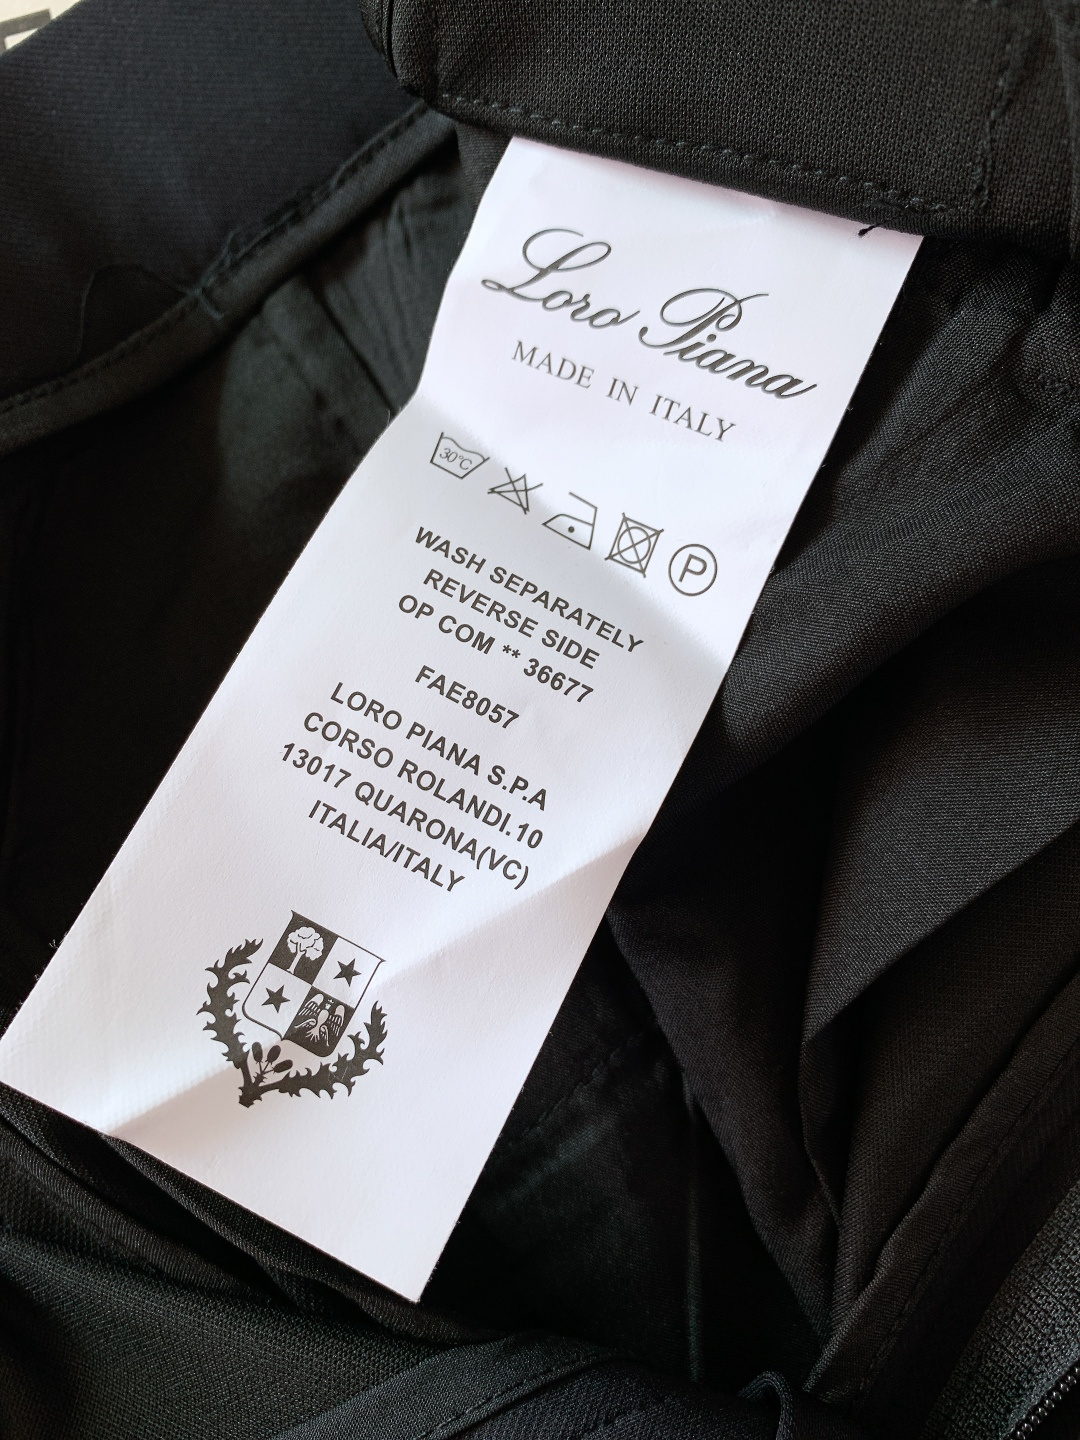 Loro Piana
MADE IN ITALY
30°C
P
WASH SEPARATELY
REVERSE SIDE
OP COM ** 36677
FAE8057
LORO PIANA S.P.A
CORSO ROLANDI.10
13017 QUARONA(VC)
ITALIA/ITALY